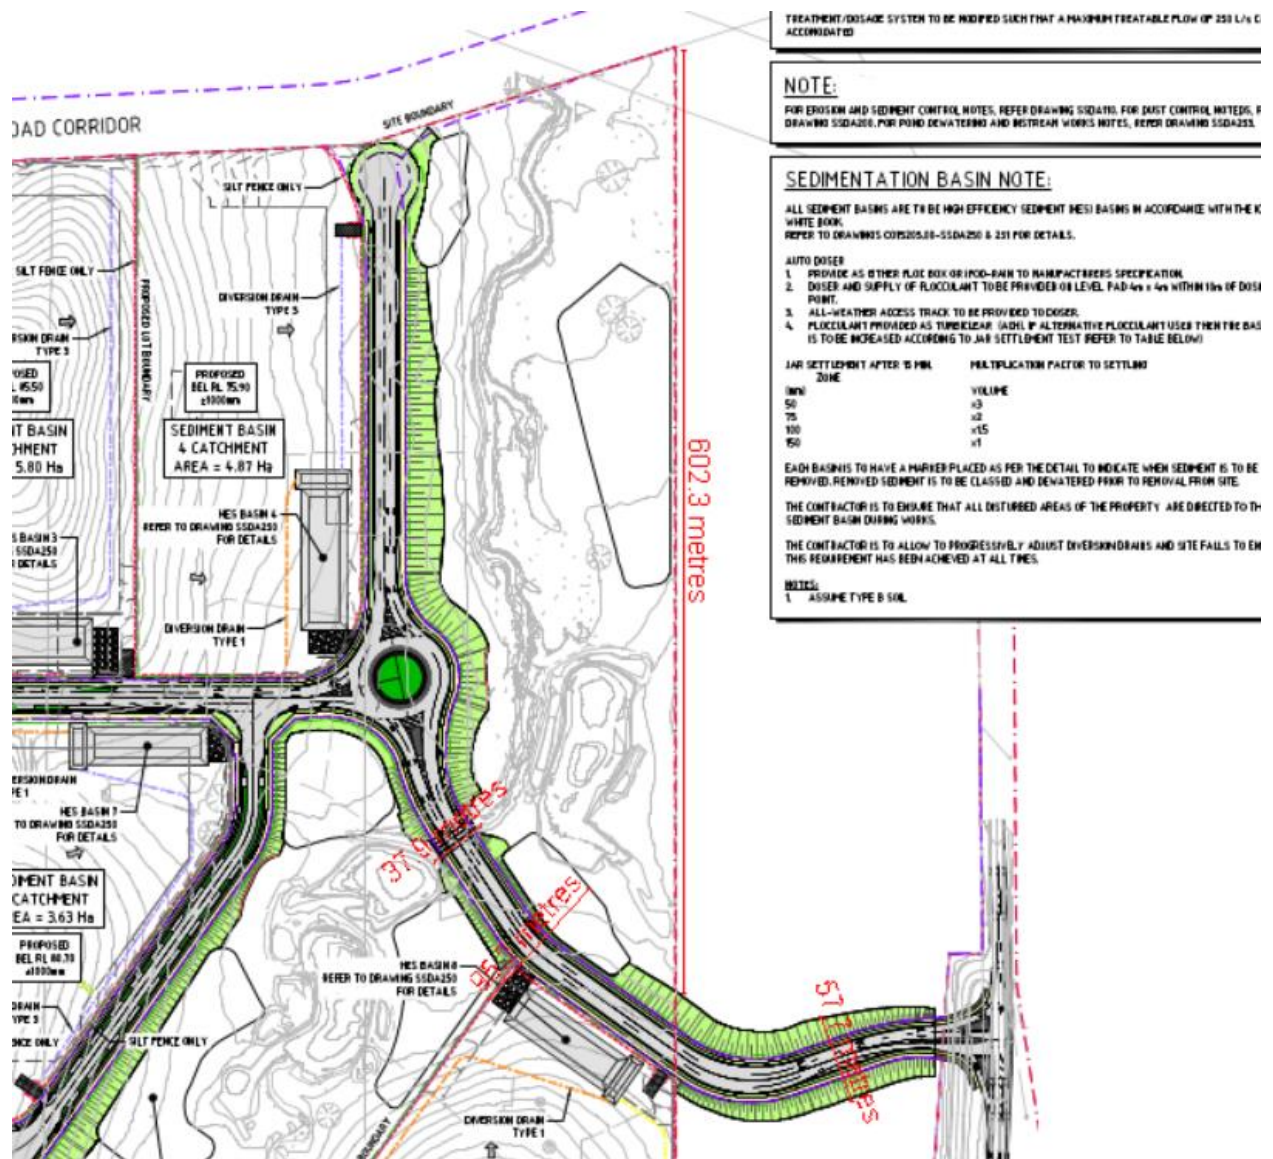 TREATMENT/DOSAGE SYSTEM TO BE MODIFIED SUCH THAT A MAXIMUM TREATABLE FLOW OF 250 L/s
ACCOMODATED
NOTE:
FOR EROSION AND SEDIMENT CONTROL NOTES, REFER DRAWING SSDA110. FOR DUST CONTROL NOTEDS,
DRAWING SSDA200. FOR POND DEWATERING AND INSTREAM WORKS NOTES, REFER DRAWING SSDA253.
SEDIMENTATION BASIN NOTE:
ALL SEDIMENT BASINS ARE TO BE HIGH EFFICIENCY SEDIMENT (HES) BASINS IN ACCORDANCE WITH THE
WHITE BOOK.
REFER TO DRAWINGS SSDA250 & 251 FOR DETAILS.
AUTO DOSER
1. PROVIDE AS EITHER FLOC BOX OR TO MANUFACTURERS SPECIFICATION.
2. DOSER AND SUPPLY OF FLOCCULANT TO BE PROVIDED ON LEVEL PAD 4m x 4m WITHIN 10m OF
POINT.
3. ALL-WEATHER ACCESS TRACK TO BE PROVIDED TO DOSER.
4. FLOCCULANT PROVIDED AS TURBICLEAR (ACH). IF ALTERNATIVE FLOCCULANT USED THEN THE
IS TO BE INCREASED ACCORDING TO JAR SETTLEMENT TEST (REFER TO TABLE BELOW)
JAR SETTLEMENT AFTER 15 MIN. MULTIPLICATION FACTOR TO SETTLING
ZONE
(mm) VOLUME
50 x3
75 x2
100 x1.5
150 x1
EACH BASIN IS TO HAVE A MARKER PLACED AS PER THE DETAIL TO INDICATE WHEN SEDIMENT IS TO BE
REMOVED. REMOVED SEDIMENT IS TO BE CLASSED AND DEWATERED PRIOR TO REMOVAL FROM SITE.
THE CONTRACTOR IS TO ENSURE THAT ALL DISTURBED AREAS OF THE PROPERTY ARE DIRECTED TO
SEDIMENT BASIN DURING WORKS.
THE CONTRACTOR IS TO ALLOW TO PROGRESSIVELY ADJUST DIVERSION DRAINS AND SITE FALLS TO
THIS REQUIREMENT HAS BEEN ACHIEVED AT ALL TIMES.
NOTES:
1. ASSUME TYPE B SOIL
OAD CORRIDOR
SITE BOUNDARY
SILT FENCE ONLY
SILT FENCE ONLY
PROPOSED LOT BOUNDARY
DIVERSION DRAIN
TYPE 3
DRAIN
TYPE 3
PROPOSED
BEL RL 75.90
±1000mm
SEDIMENT BASIN
4 CATCHMENT
AREA = 4.87 Ha
BASIN
5.80 Ha
HES BASIN 4
REFER TO DRAWING SSDA250
FOR DETAILS
BASIN 3
SSDA250
DETAILS
602.3 metres
DIVERSION DRAIN
TYPE 1
HES BASIN 7
TO DRAWING SSDA250
FOR DETAILS
BASIN
CATCHMENT
= 3.63 Ha
PROPOSED
BEL RL 80.70
±1000mm
HES BASIN 8
REFER TO DRAWING SSDA250
FOR DETAILS
SILT FENCE ONLY
DIVERSION DRAIN
TYPE 1